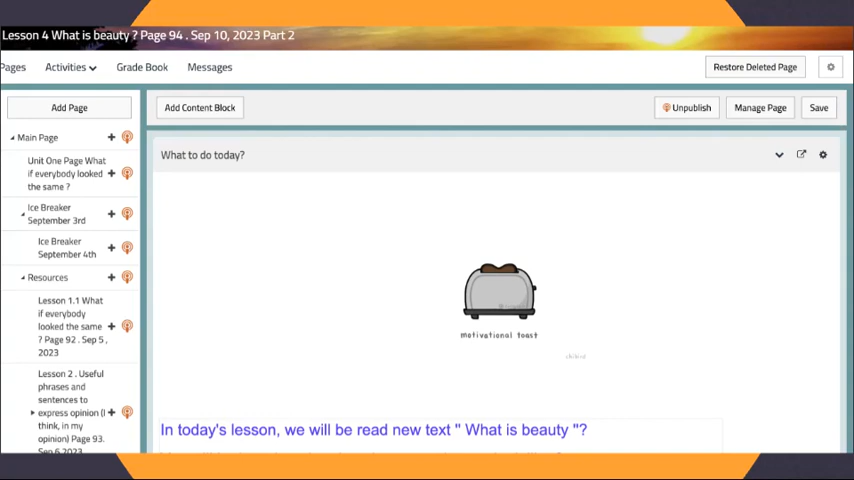 Lesson 4 What is beauty ? Page 94 . Sep 10, 2023 Part 2
Pages
Activities
Grade Book
Messages
Restore Deleted Page
Add Page
Add Content Block
Unpublish
Manage Page
Save
Main Page
Unit One Page What
if everybody looked
the same ?
Ice Breaker
September 3rd
Ice Breaker
September 4th
Resources
Lesson 1.1 What
if everybody
looked the same
? Page 92 . Sep 5 ,
2023
Lesson 2 . Useful
phrases and
sentences to
express opinion (I
think, in my
opinion) Page 93.
Sep 6 2023
What to do today?
motivational toast
chibird
In today's lesson, we will be read new text " What is beauty "?